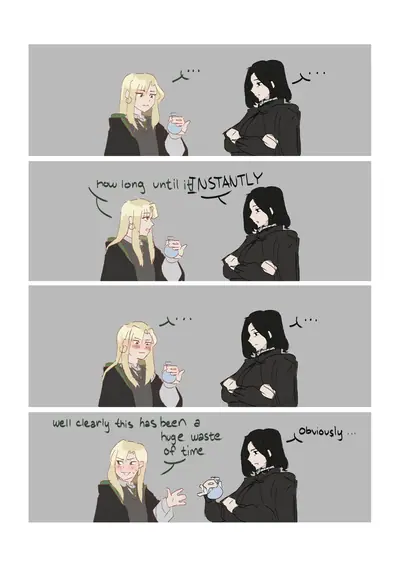 ...
...
how long until it
INSTANTLY
...
...
well clearly this has been a
huge waste
of time
Obviously ...